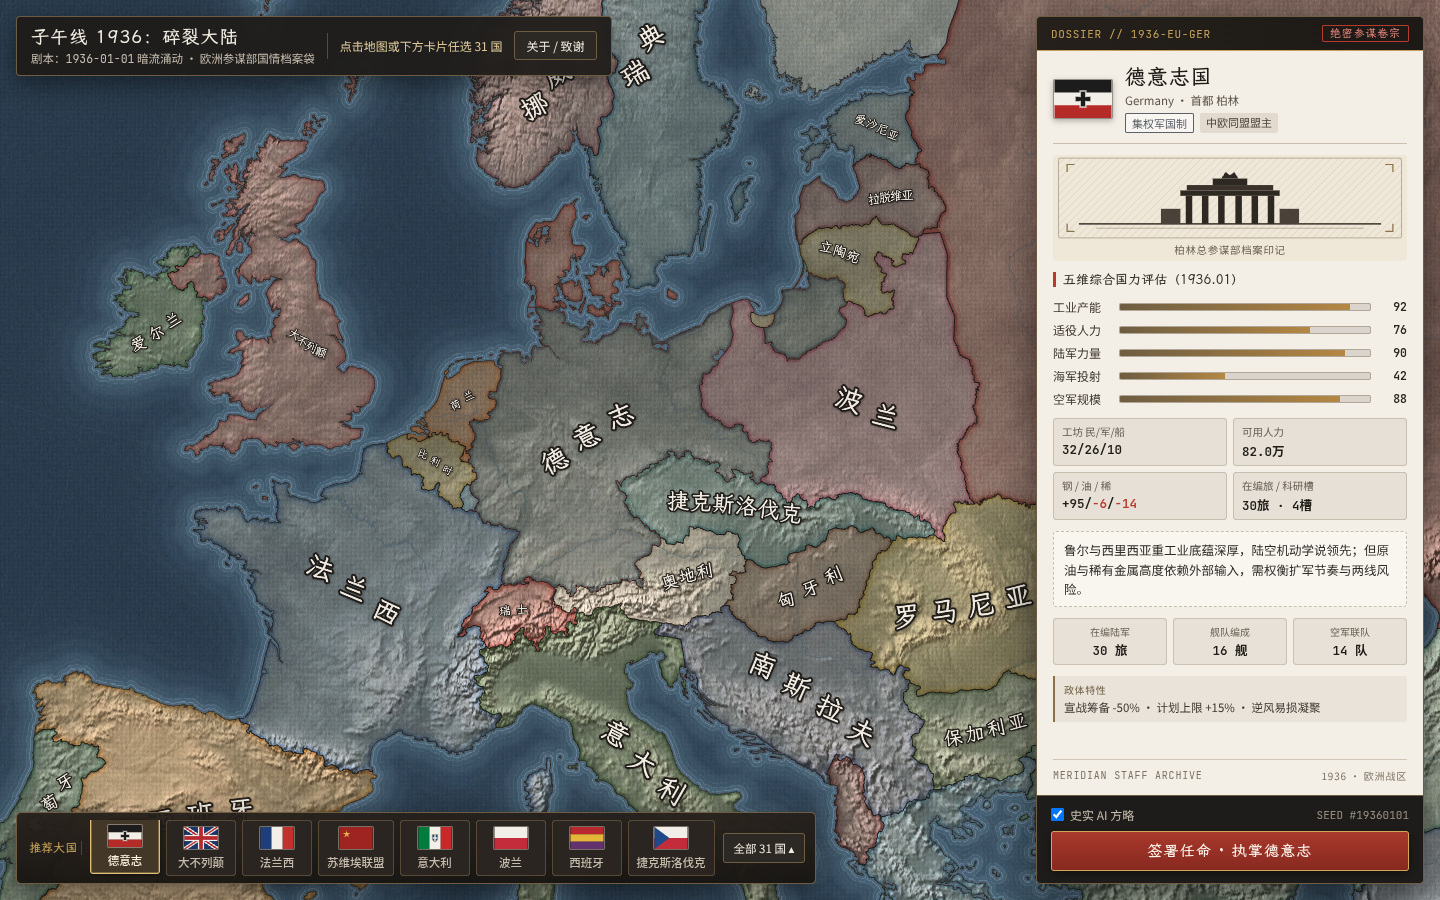 子午线 1936：碎裂大陆
剧本：1936-01-01 暗流涌动 · 欧洲参谋部国情档案袋
点击地图或下方卡片任选 31 国
关于 / 致谢
挪威
瑞典
爱沙尼亚
拉脱维亚
立陶宛
爱尔兰
大不列颠
荷兰
比利时
德意志
波兰
捷克斯洛伐克
法兰西
瑞士
奥地利
匈牙利
罗马尼亚
南斯拉夫
保加利亚
意大利
葡萄牙
西班牙
推荐大国
德意志
大不列颠
法兰西
苏维埃联盟
意大利
波兰
西班牙
捷克斯洛伐克
全部 31 国 ▴
DOSSIER // 1936-EU-GER
绝密参谋卷宗
德意志国
Germany · 首都 柏林
集权军国制
中欧同盟盟主
柏林总参谋部档案印记
五维综合国力评估（1936.01）
工业产能 92
适役人力 76
陆军力量 90
海军投射 42
空军规模 88
工坊 民/军/船
32/26/10
可用人力
82.0万
钢 / 油 / 稀
+95/-6/-14
在编旅 / 科研槽
30旅 · 4槽
鲁尔与西里西亚重工业底蕴深厚，陆空机动学说领先；但原
油与稀有金属高度依赖外部输入，需权衡扩军节奏与两线风
险。
在编陆军
30 旅
舰队编成
16 舰
空军联队
14 队
政体特性
宣战筹备 -50% · 计划上限 +15% · 逆风易损凝聚
MERIDIAN STAFF ARCHIVE
1936 · 欧洲战区
史实 AI 方略
SEED #19360101
签署任命 · 执掌德意志